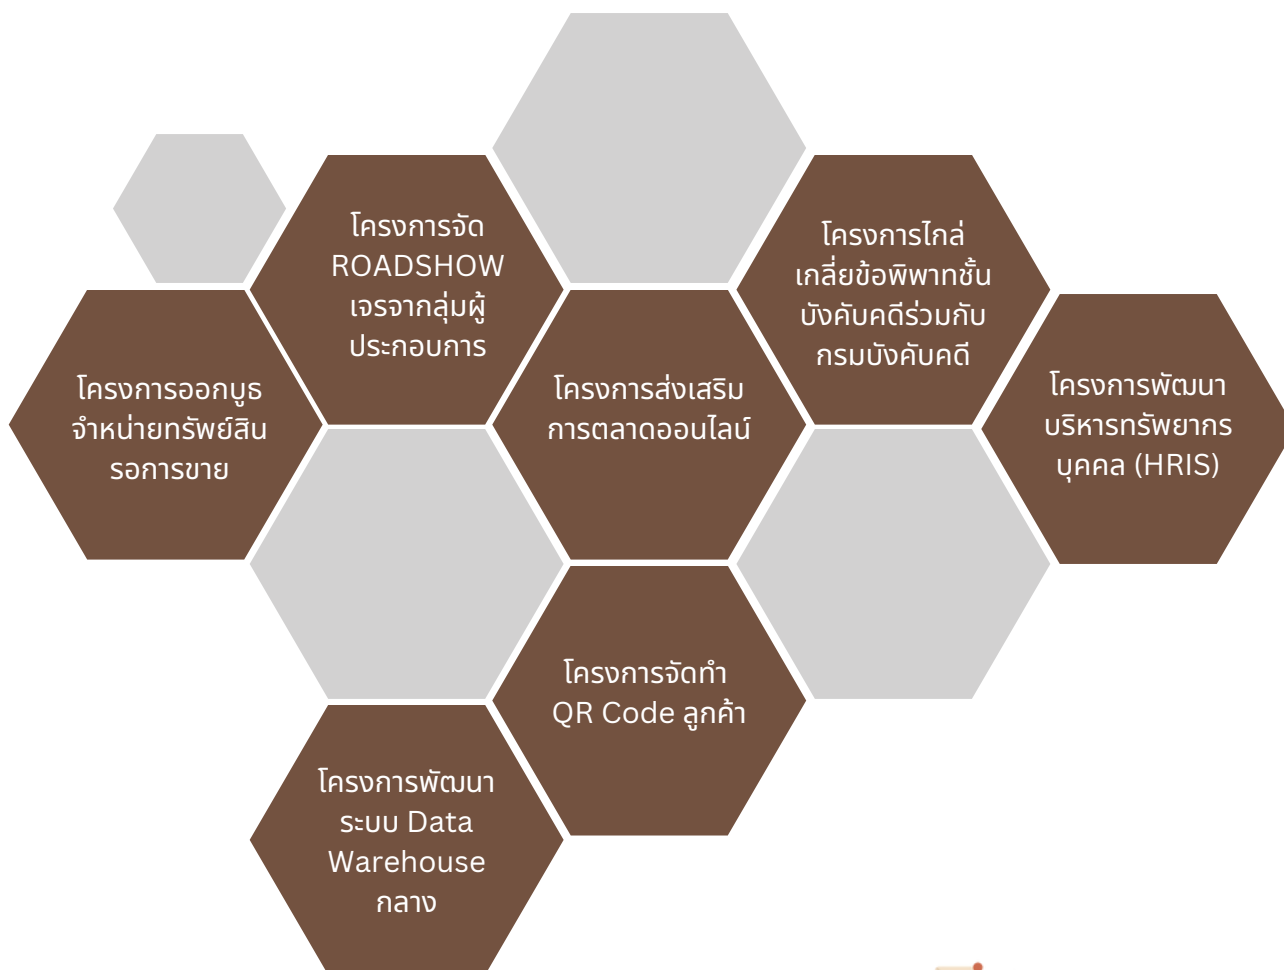 โครงการจัด
ROADSHOW
เจรจากลุ่มผู้
ประกอบการ
โครงการไกล่
เกลี่ยข้อพิพาทชั้น
บังคับคดีร่วมกับ
กรมบังคับคดี
โครงการออกบูธ
จำหน่ายทรัพย์สิน
รอการขาย
โครงการส่งเสริม
การตลาดออนไลน์
โครงการพัฒนา
บริหารทรัพยากร
บุคคล (HRIS)
โครงการจัดทำ
QR Code ลูกค้า
โครงการพัฒนา
ระบบ Data
Warehouse
กลาง